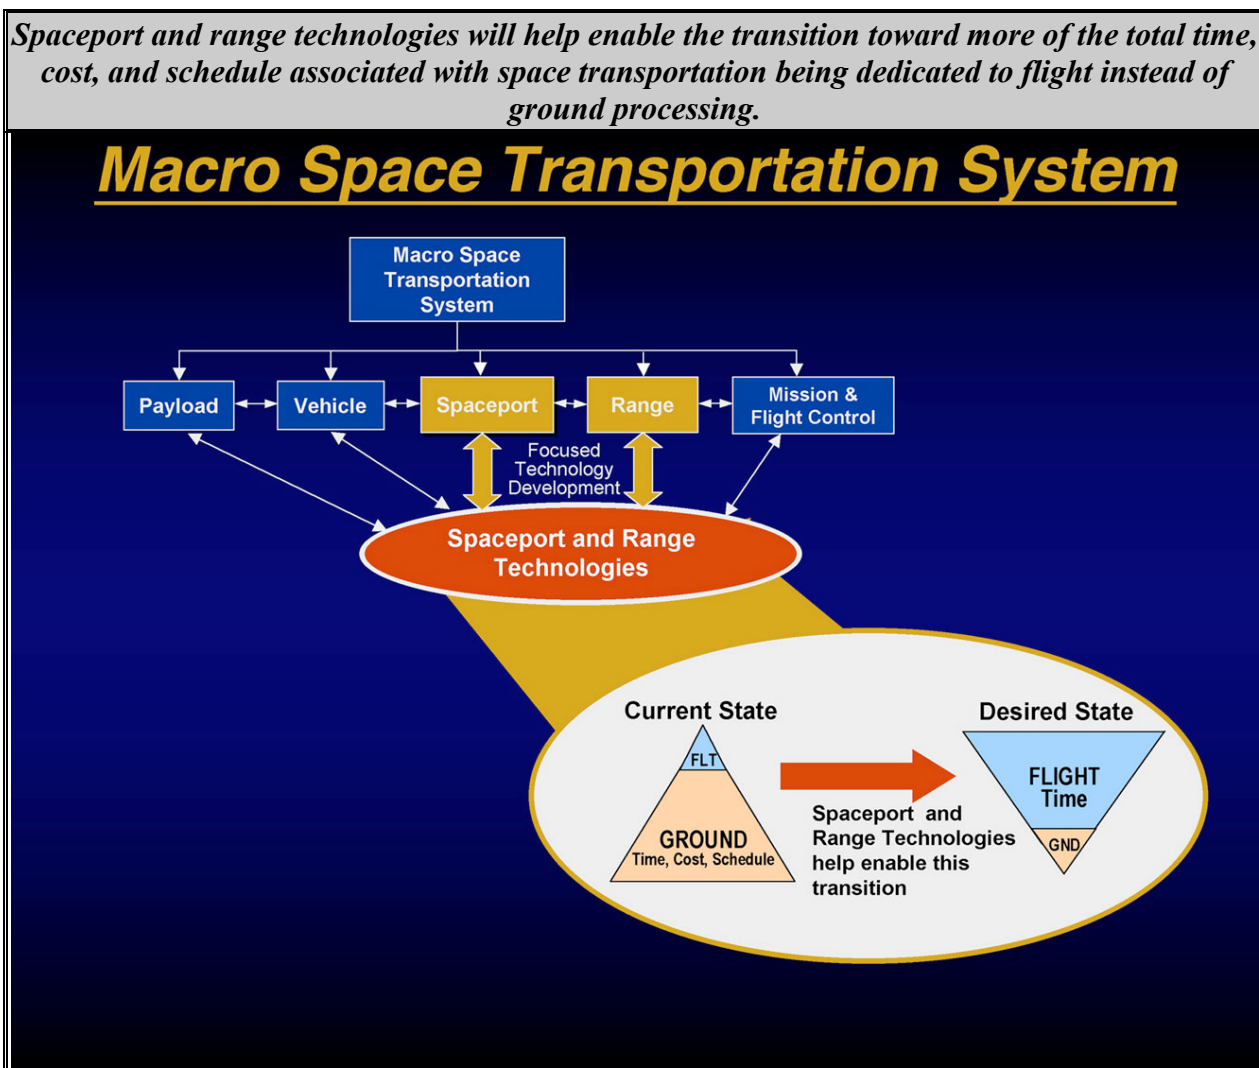 Spaceport and range technologies will help enable the transition toward more of the total time,
cost, and schedule associated with space transportation being dedicated to flight instead of
ground processing.
Macro Space Transportation System
Macro Space
Transportation
System
Payload
Vehicle
Spaceport
Range
Mission &
Flight Control
Focused
Technology
Development
Spaceport and Range
Technologies
Current State
Desired State
FLT
GROUND
Time, Cost, Schedule
Spaceport and
Range Technologies
help enable this
transition
FLIGHT
Time
GND